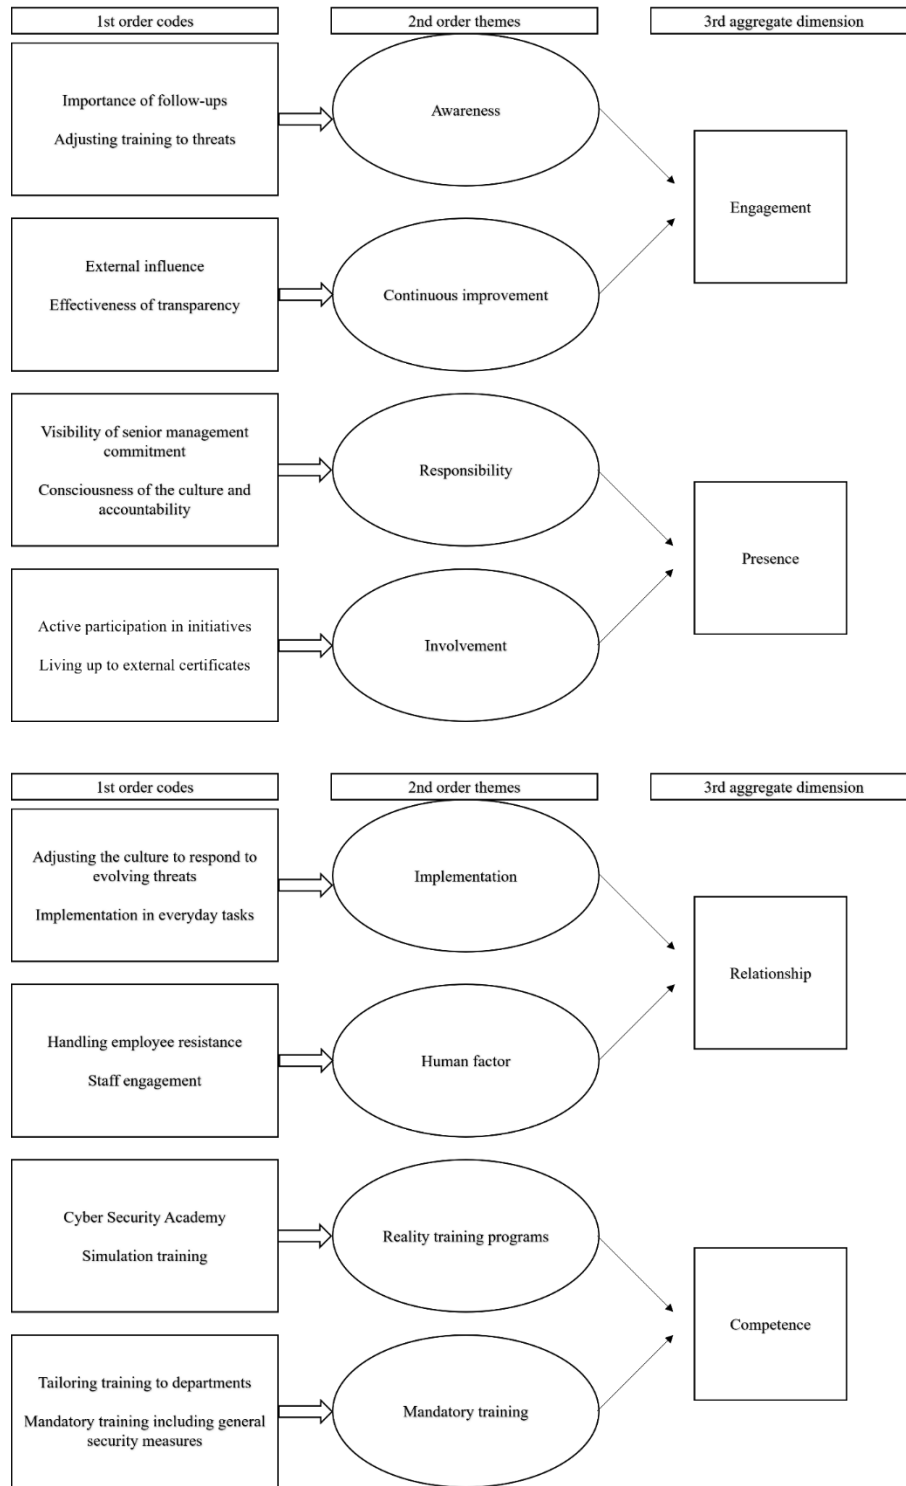 1st order codes
2nd order themes
3rd aggregate dimension
Importance of follow-ups
Adjusting training to threats
Awareness
Engagement
External influence
Effectiveness of transparency
Continuous improvement
Visibility of senior management
commitment
Consciousness of the culture and
accountability
Responsibility
Presence
Active participation in initiatives
Living up to external certificates
Involvement
1st order codes
2nd order themes
3rd aggregate dimension
Adjusting the culture to respond to
evolving threats
Implementation in everyday tasks
Implementation
Relationship
Handling employee resistance
Staff engagement
Human factor
Cyber Security Academy
Simulation training
Reality training programs
Competence
Tailoring training to departments
Mandatory training including general
security measures
Mandatory training